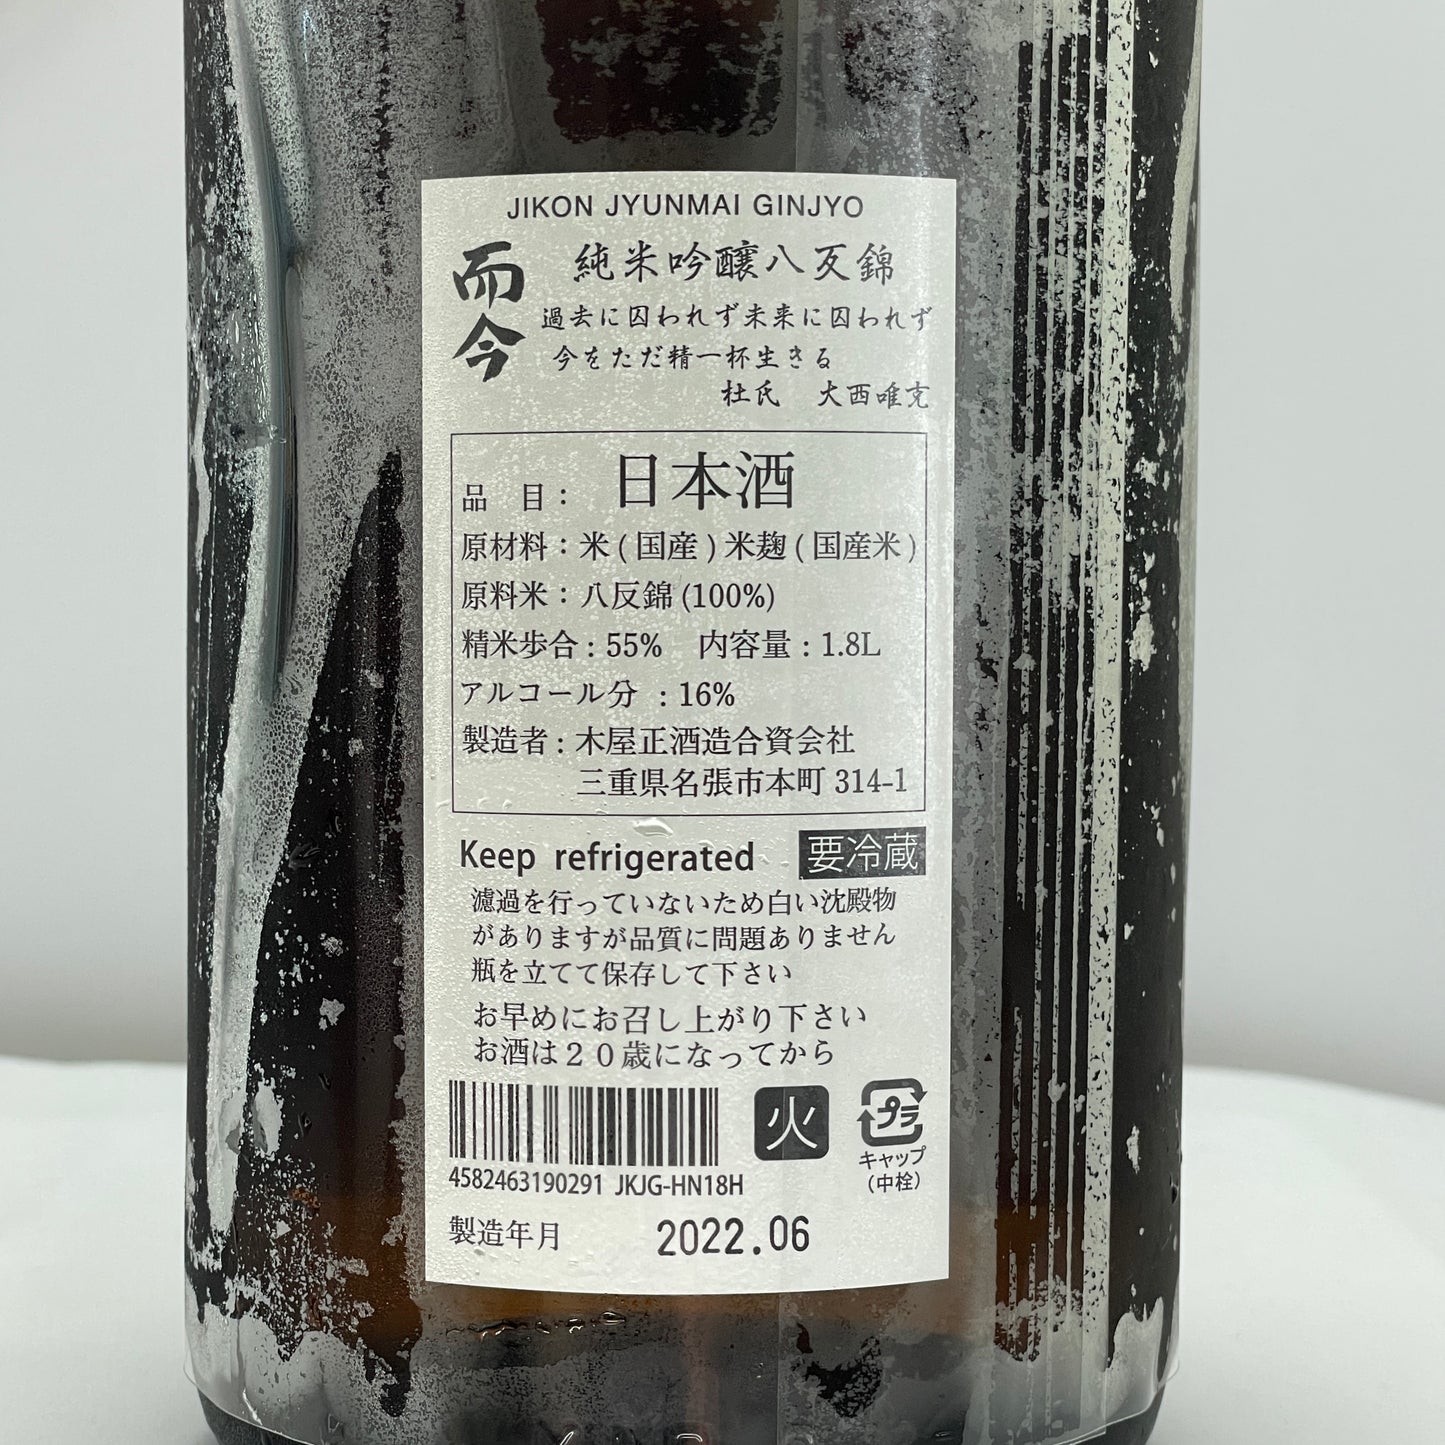 JIKON JYUNMAI GINJYO
而今
純米吟醸八反錦
過去に囚われず未来に囚われず
今をただ精一杯生きる
杜氏 大西唯克
品 目： 日本酒
原材料：米(国産)米麹(国産米)
原料米：八反錦(100%)
精米歩合：55% 内容量：1.8L
アルコール分 ：16%
製造者：木屋正酒造合資会社
三重県名張市本町 314-1
Keep refrigerated 要冷蔵
濾過を行っていないため白い沈殿物
がありますが品質に問題ありません
瓶を立てて保存して下さい
お早めにお召し上がり下さい
お酒は２０歳になってから
火
プラ
キャップ
(中栓)
4582463190291 JKJG-HN18H
製造年月 2022.06